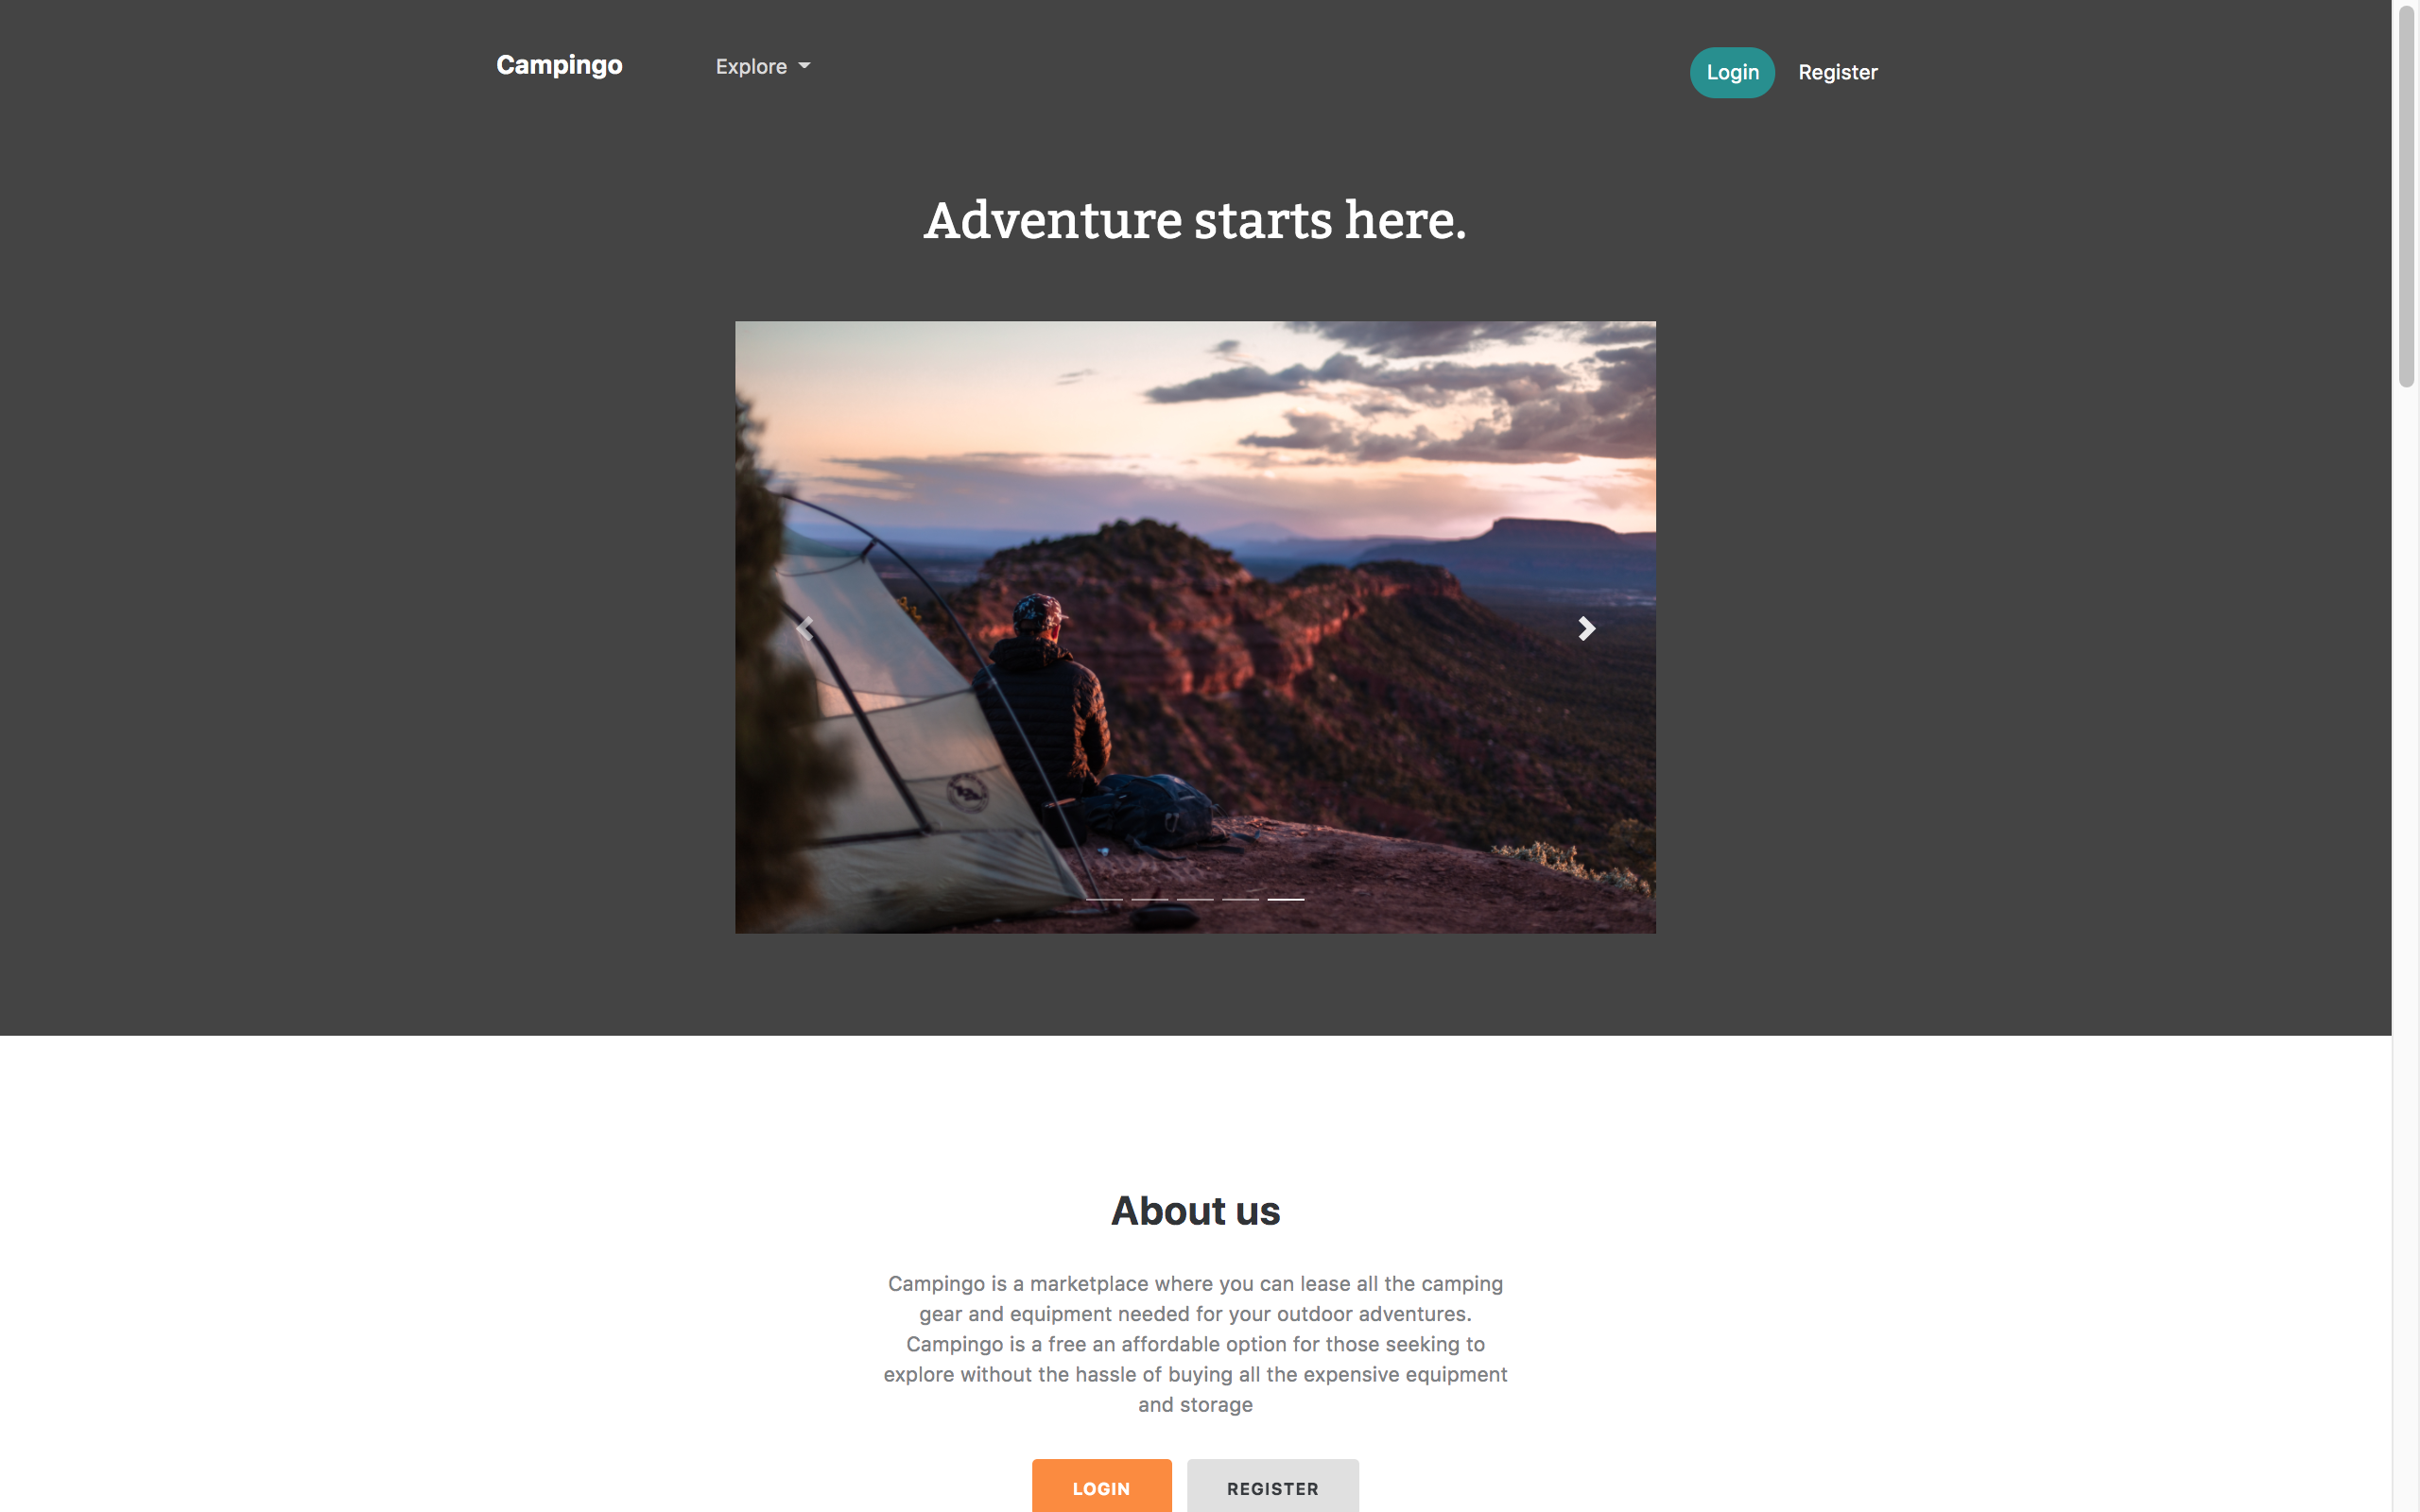 Campingo
Explore
Login
Register
Adventure starts here.
About us
Campingo is a marketplace where you can lease all the camping
gear and equipment needed for your outdoor adventures.
Campingo is a free an affordable option for those seeking to
explore without the hassle of buying all the expensive equipment
and storage
LOGIN
REGISTER